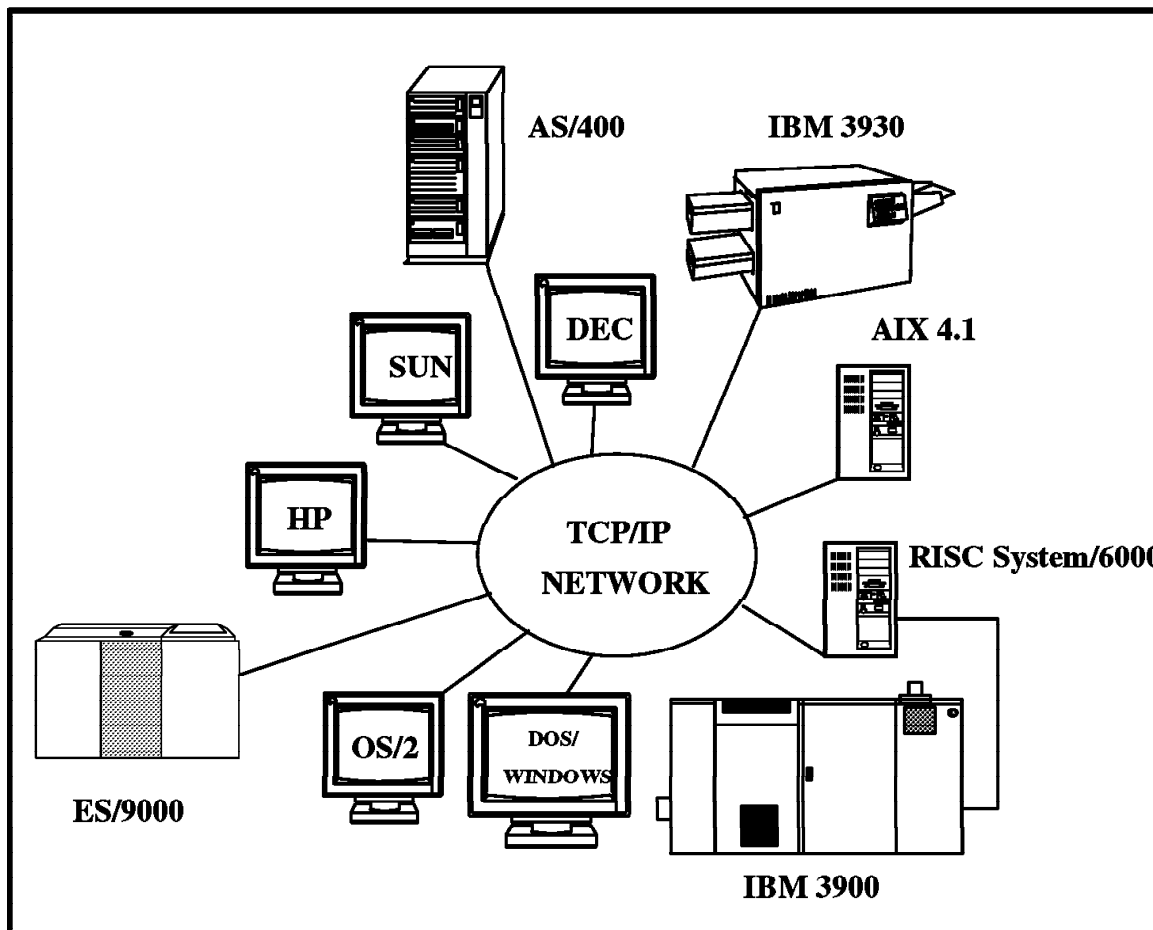 AS/400
IBM 3930
DEC
AIX 4.1
SUN
HP
TCP/IP
NETWORK
RISC System/6000
OS/2
DOS/
WINDOWS
ES/9000
IBM 3900